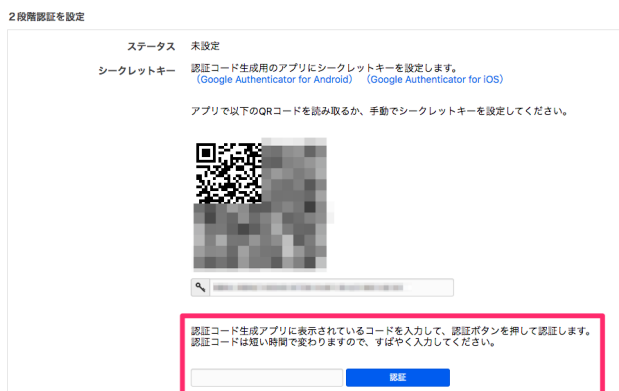 2段階認証を設定
ステータス 未設定
シークレットキー 認証コード生成用のアプリにシークレットキーを設定します。
（Google Authenticator for Android） （Google Authenticator for iOS）
アプリで以下のQRコードを読み取るか、手動でシークレットキーを設定してください。
認証コード生成アプリに表示されているコードを入力して、認証ボタンを押して認証します。
認証コードは短い時間で変わりますので、すばやく入力してください。
認証